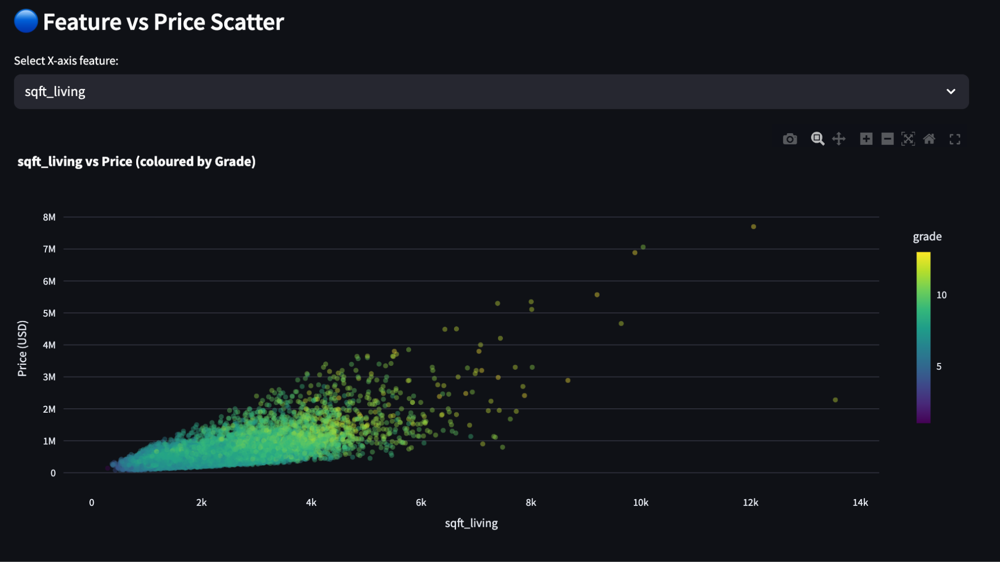 Feature vs Price Scatter
Select X-axis feature:
sqft_living
sqft_living vs Price (coloured by Grade)
8M
7M
6M
5M
4M
3M
2M
1M
0
Price (USD)
0 2k 4k 6k 8k 10k 12k 14k
sqft_living
grade
10
5